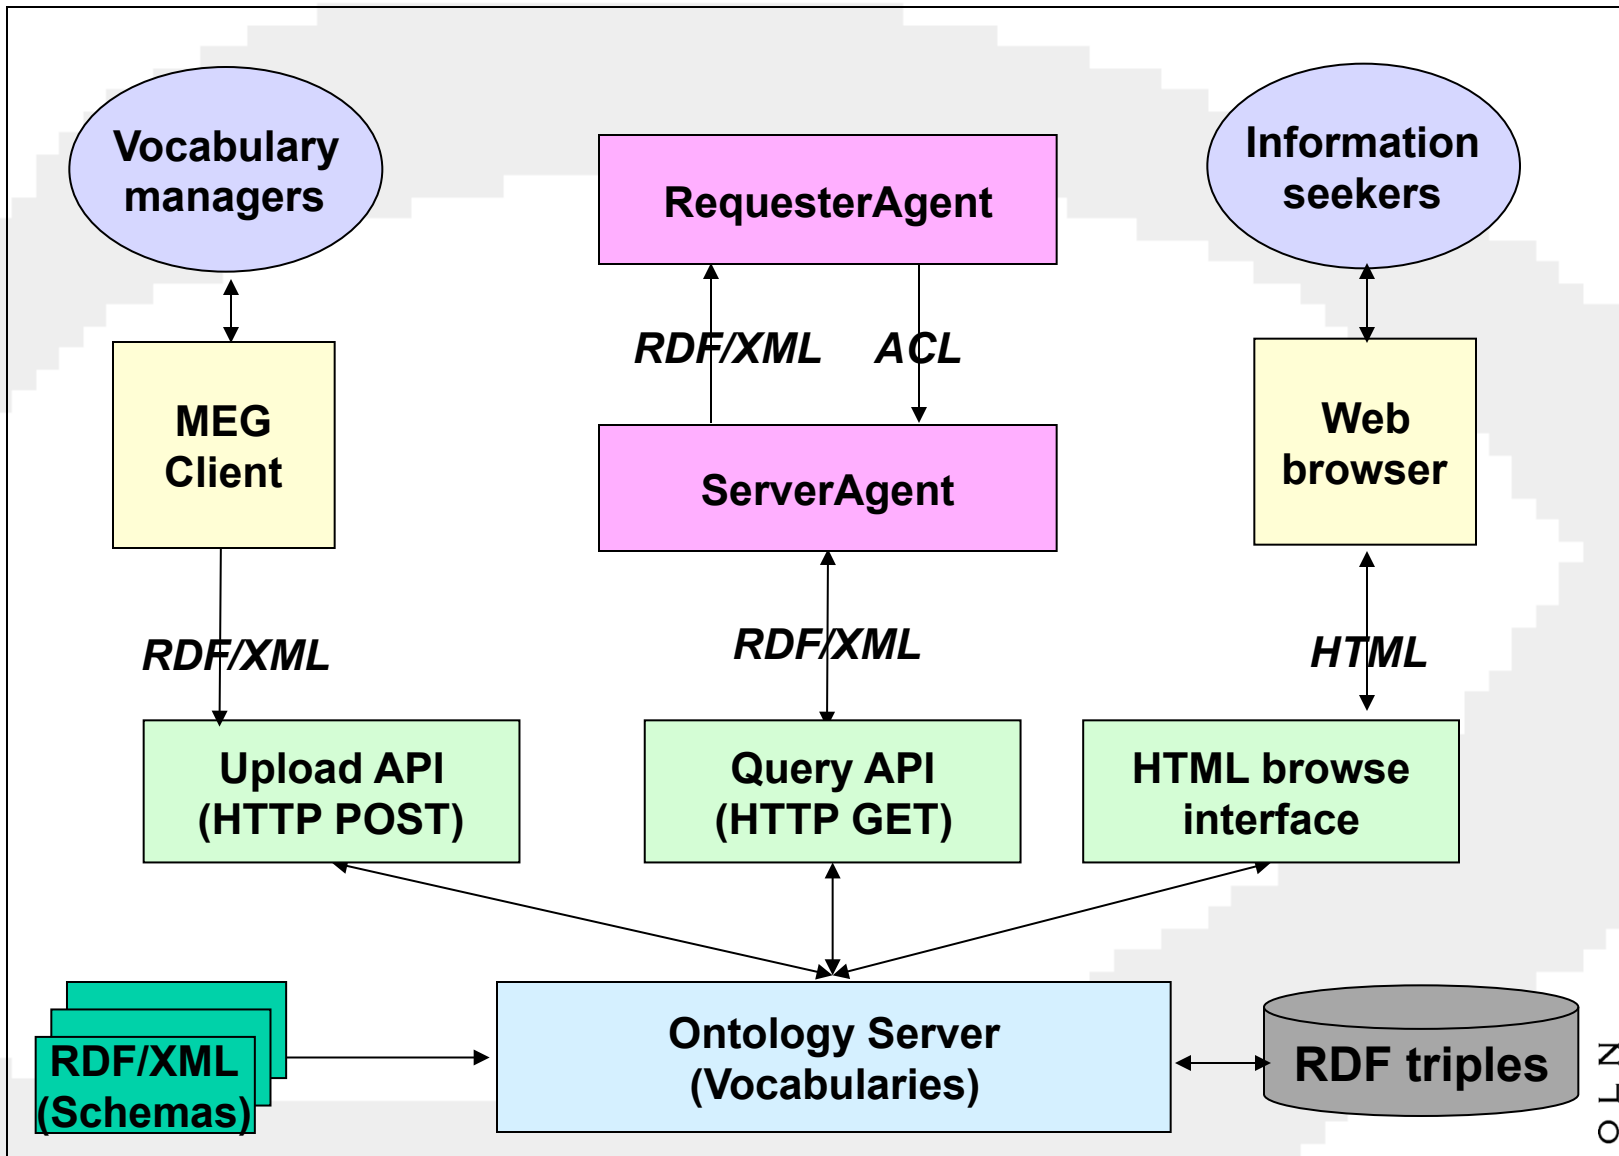 Vocabulary
managers
RequesterAgent
Information
seekers
RDF/XML
ACL
MEG
Client
ServerAgent
Web
browser
RDF/XML
RDF/XML
HTML
Upload API
(HTTP POST)
Query API
(HTTP GET)
HTML browse
interface
RDF/XML
(Schemas)
Ontology Server
(Vocabularies)
RDF triples
OLN